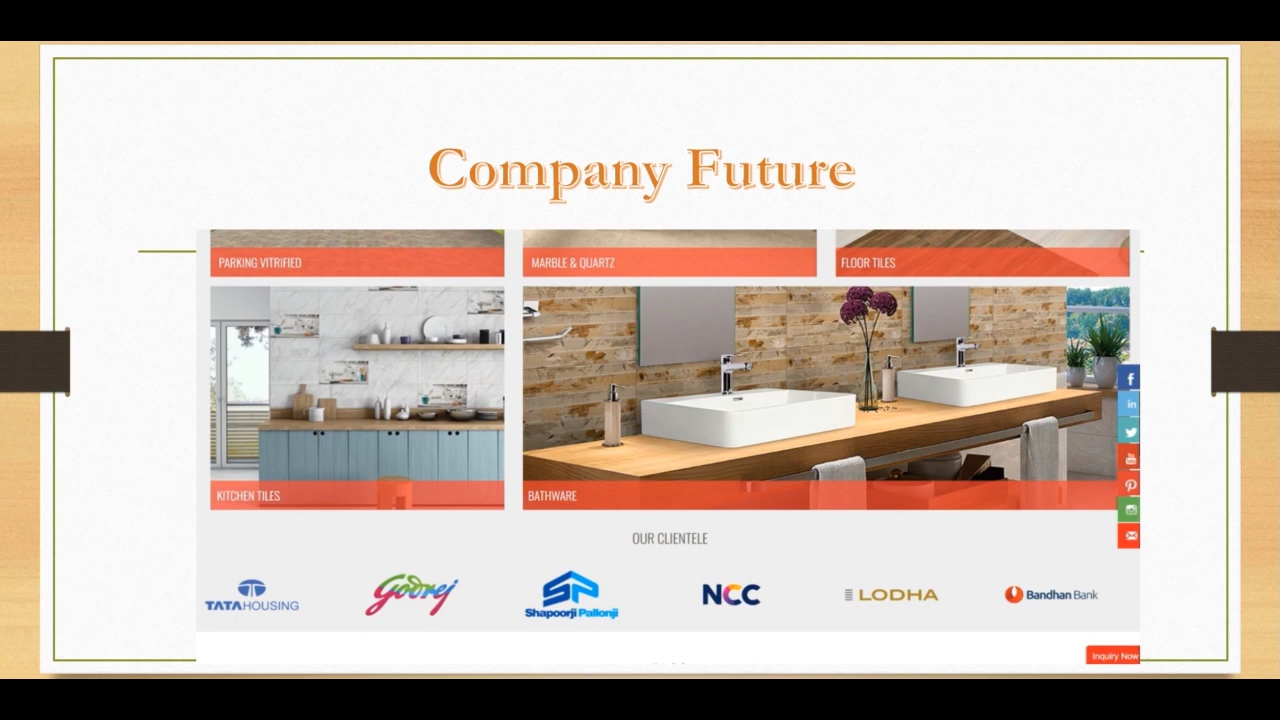 Company Future
PARKING VITRIFIED
MARBLE & QUARTZ
FLOOR TILES
KITCHEN TILES
BATHWARE
OUR CLIENTELE
TATA HOUSING
Godrej
SP
Shapoorji Pallonji
NCC
LODHA
Bandhan Bank
Inquiry Now